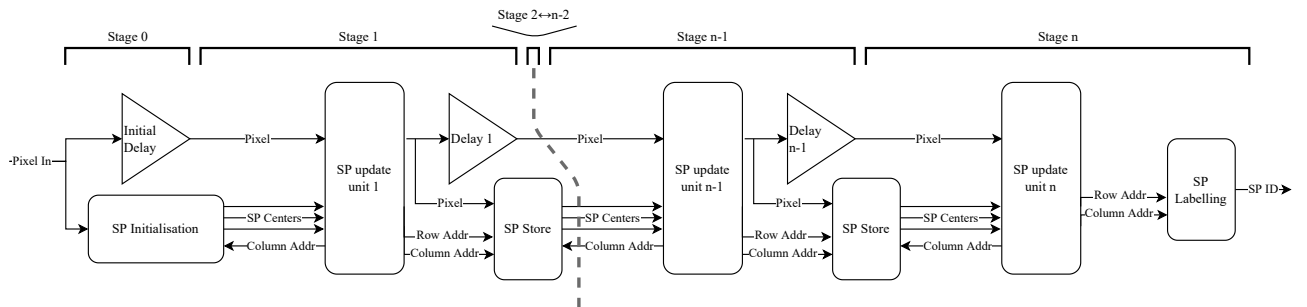 Stage 2↔n-2
Stage 0
Stage 1
Stage n-1
Stage n
Initial
Delay
Pixel
SP update
unit 1
Delay 1
Pixel
SP update
unit n-1
Delay
n-1
Pixel
SP update
unit n
Pixel In
SP
Labelling
SP ID
SP Initialisation
SP Centers
Column Addr
Pixel
Row Addr
Column Addr
SP Store
SP Centers
Column Addr
Pixel
Row Addr
Column Addr
SP Store
SP Centers
Column Addr
Row Addr
Column Addr